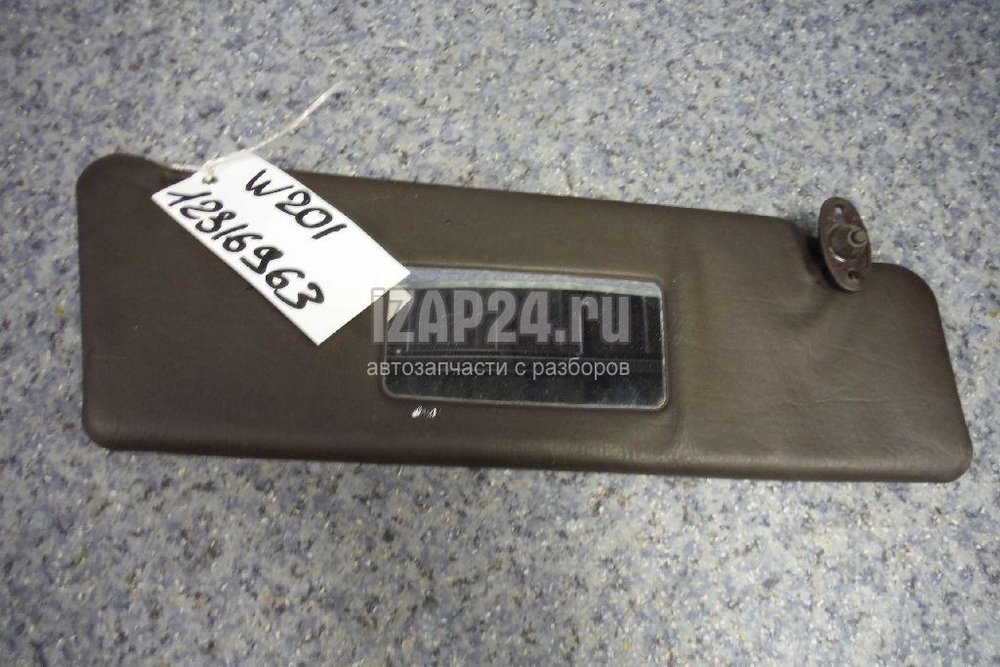 W201
12816963
iZAP24.ru
автозапчасти с разборов